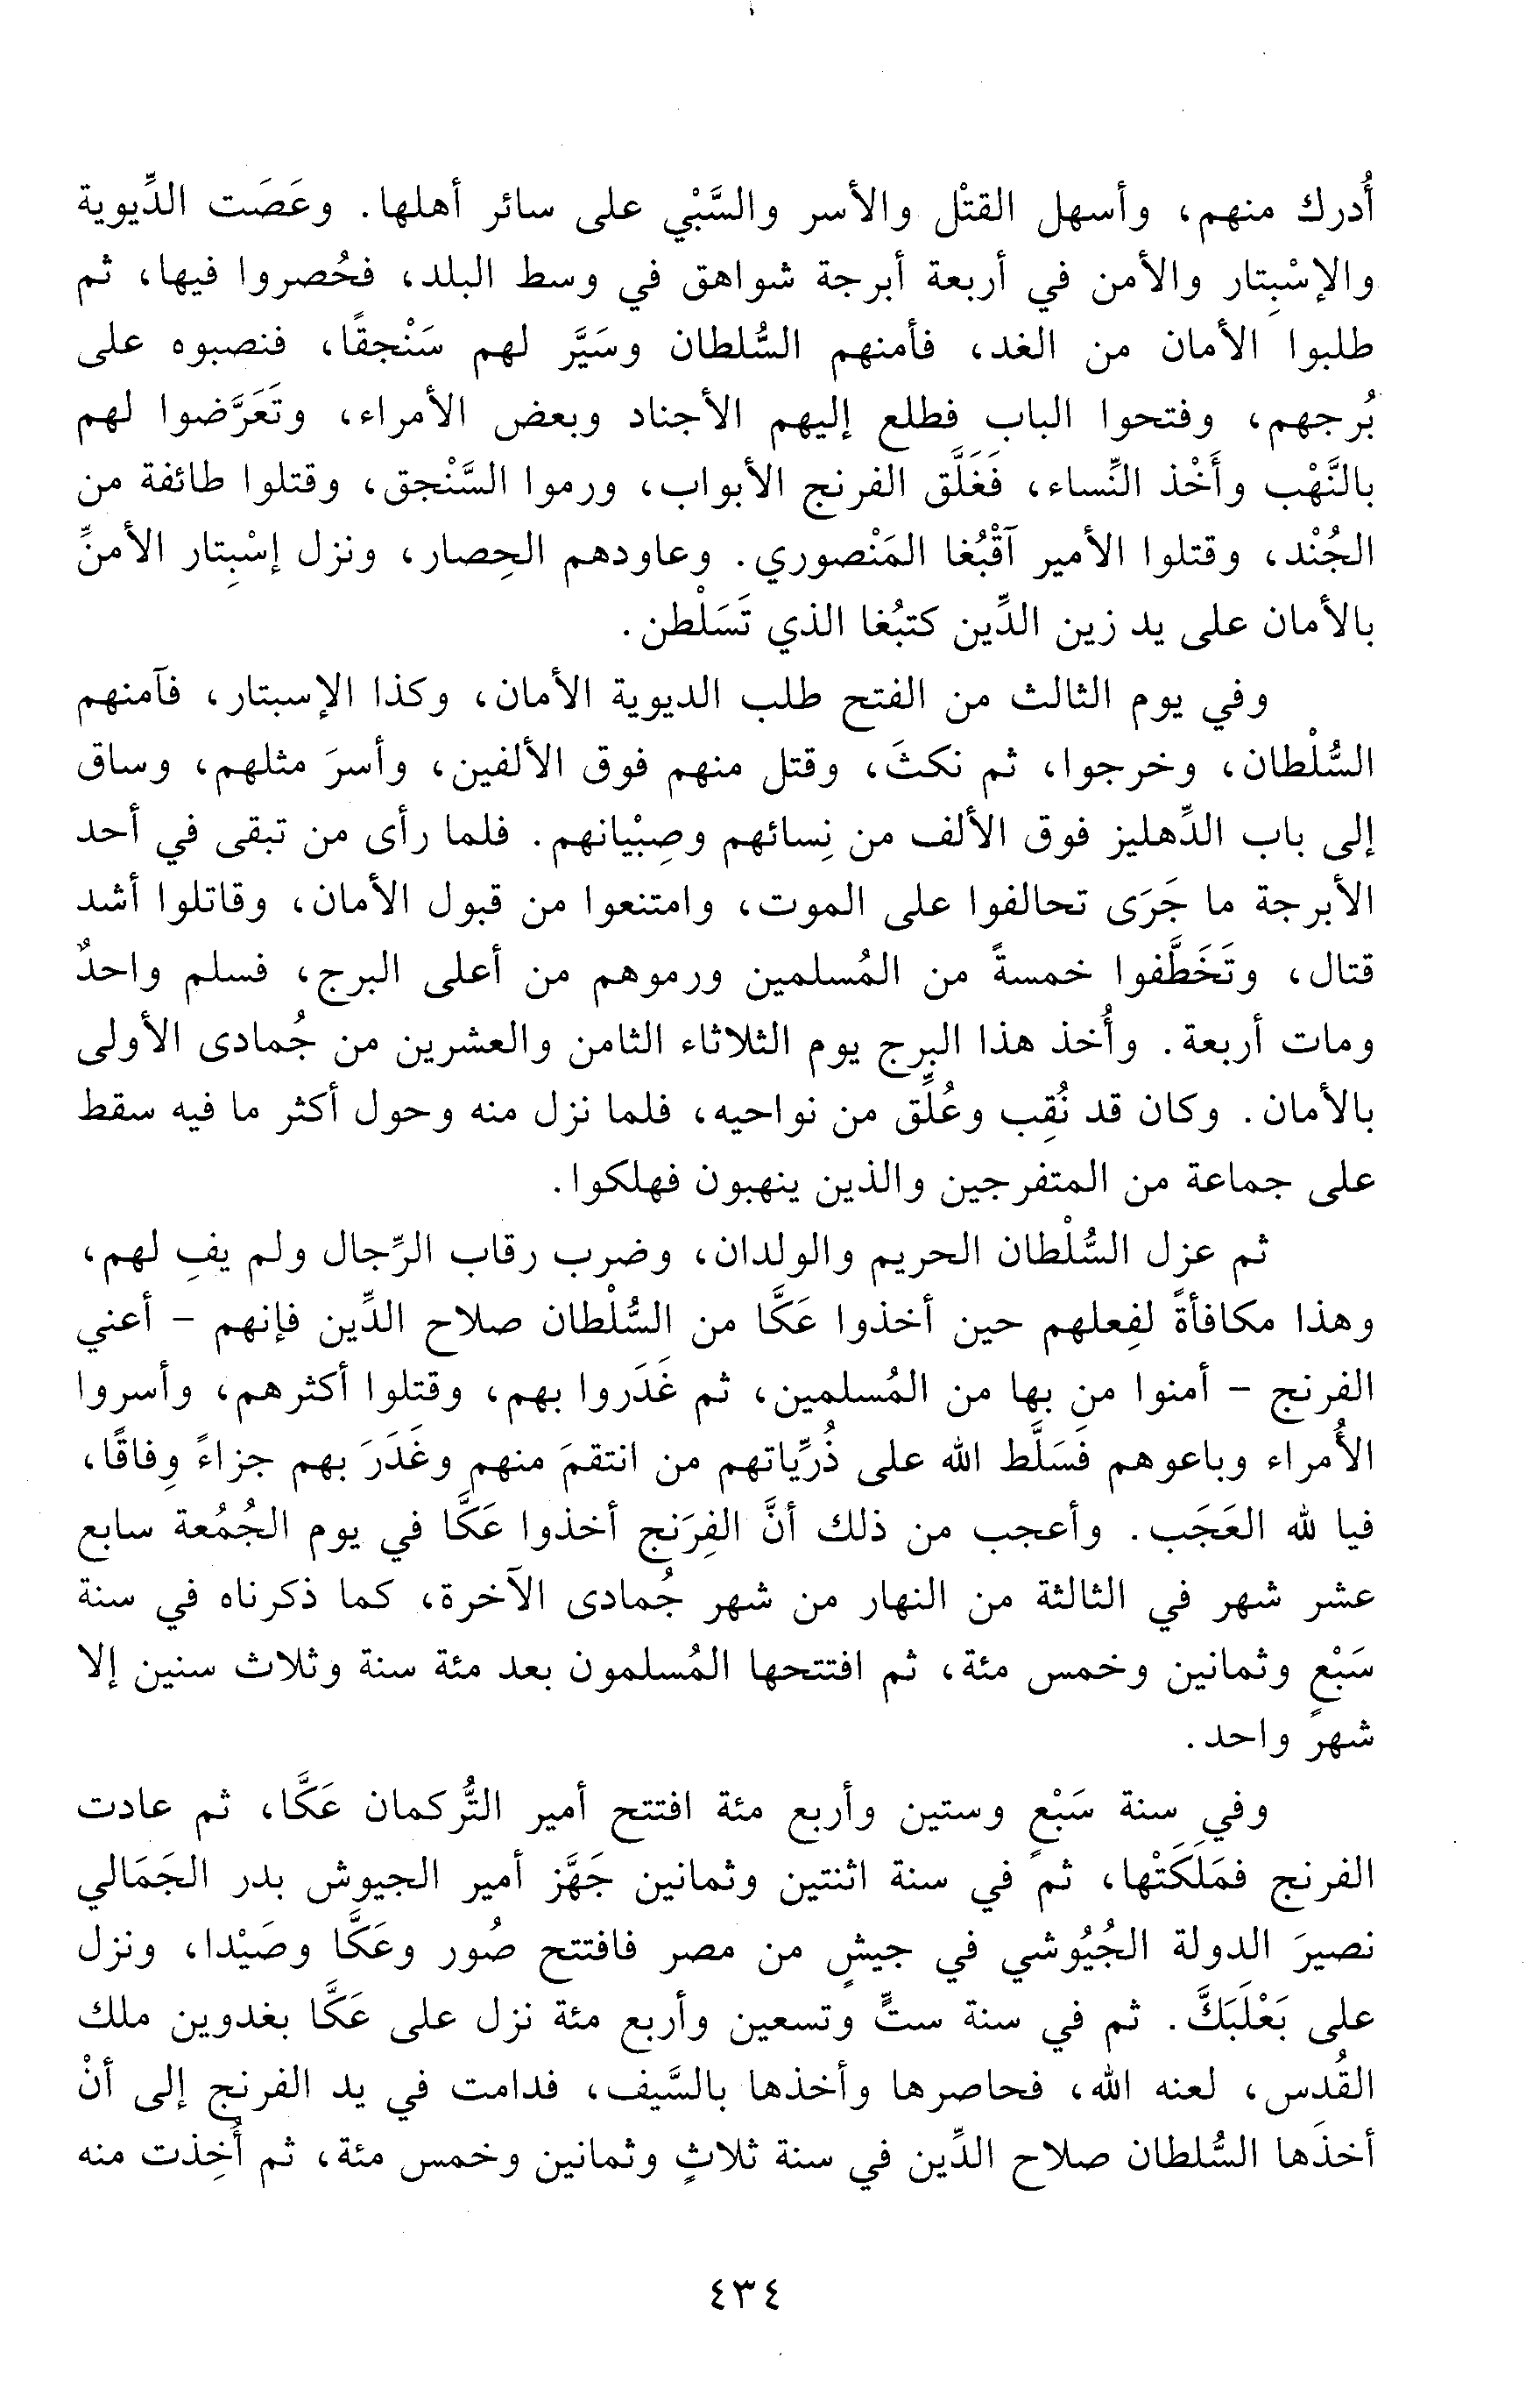 أُدرك منهم، وأسهل القتْل والأسر والسَّبْي على سائر أهلها. وعَصَت الدِّيوية
والإسْبِتار والأمن في أربعة أبرجة شواهق في وسط البلد، فحُصروا فيها، ثم
طلبوا الأمان من الغد، فأمنهم السُّلطان وسَيَّر لهم سَنْجقًا، فنصبوه على
بُرجهم، وفتحوا الباب فطلع إليهم الأجناد وبعض الأمراء، وتَعَرَّضوا لهم
بالنَّهْب وأَخْذ النِّساء، فَغَلَّق الفرنج الأبواب، ورموا السَّنْجق، وقتلوا طائفة من
الجُنْد، وقتلوا الأمير آقْبُغا المَنْصوري. وعاودهم الحِصار، ونزل إسْبِتار الأمنِّ
بالأمان على يد زين الدِّين كتبُغا الذي تَسَلْطن.
وفي يوم الثالث من الفتح طلب الديوية الأمان، وكذا الإسبتار، فآمنهم
السُّلْطان، وخرجوا، ثم نكثَ، وقتل منهم فوق الألفين، وأسرَ مثلهم، وساق
إلى باب الدِّهليز فوق الألف من نِسائهم وصِبْيانهم. فلما رأى من تبقى في أحد
الأبرجة ما جَرَى تحالفوا على الموت، وامتنعوا من قبول الأمان، وقاتلوا أشد
قتال، وتَخَطَّفوا خمسةً من المُسلمين ورموهم من أعلى البرج، فسلم واحدٌ
ومات أربعة. وأُخذ هذا البرج يوم الثلاثاء الثامن والعشرين من جُمادى الأولى
بالأمان. وكان قد نُقِب وعُلِّق من نواحيه، فلما نزل منه وحول أكثر ما فيه سقط
على جماعة من المتفرجين والذين ينهبون فهلكوا.
ثم عزل السُّلْطان الحريم والولدان، وضرب رقاب الرِّجال ولم يفِ لهم،
وهذا مكافأةً لفِعلهم حين أخذوا عَكَّا من السُّلْطان صلاح الدِّين فإنهم – أعني
الفرنج – أمنوا من بها من المُسلمين، ثم غَدَروا بهم، وقتلوا أكثرهم، وأسروا
الأُمراء وباعوهم فَسَلَّط الله على ذُرِّياتهم من انتقمَ منهم وغَدَرَ بهم جزاءً وِفاقًا،
فيا لله العَجَب. وأعجب من ذلك أنَّ الفِرَنج أخذوا عَكَّا في يوم الجُمُعة سابع
عشر شهر في الثالثة من النهار من شهر جُمادى الآخرة، كما ذكرناه في سنة
سَبْعٍ وثمانين وخمس مئة، ثم افتتحها المُسلمون بعد مئة سنة وثلاث سنين إلا
شهر واحد.
وفي سنة سَبْعٍ وستين وأربع مئة افتتح أمير التُّركمان عَكَّا، ثم عادت
الفرنج فمَلَكَتْها، ثم في سنة اثنتين وثمانين جَهَّز أمير الجيوش بدر الجَمَالي
نصيرَ الدولة الجُيُوشي في جيشٍ من مصر فافتتح صُور وعَكَّا وصَيْدا، ونزل
على بَعْلَبَكَّ. ثم في سنة ستٍّ وتسعين وأربع مئة نزل على عَكَّا بغدوين ملك
القُدس، لعنه الله، فحاصرها وأخذها بالسَّيف، فدامت في يد الفرنج إلى أنْ
أخذَها السُّلطان صلاح الدِّين في سنة ثلاثٍ وثمانين وخمس مئة، ثم أُخِذت منه
٤٣٤